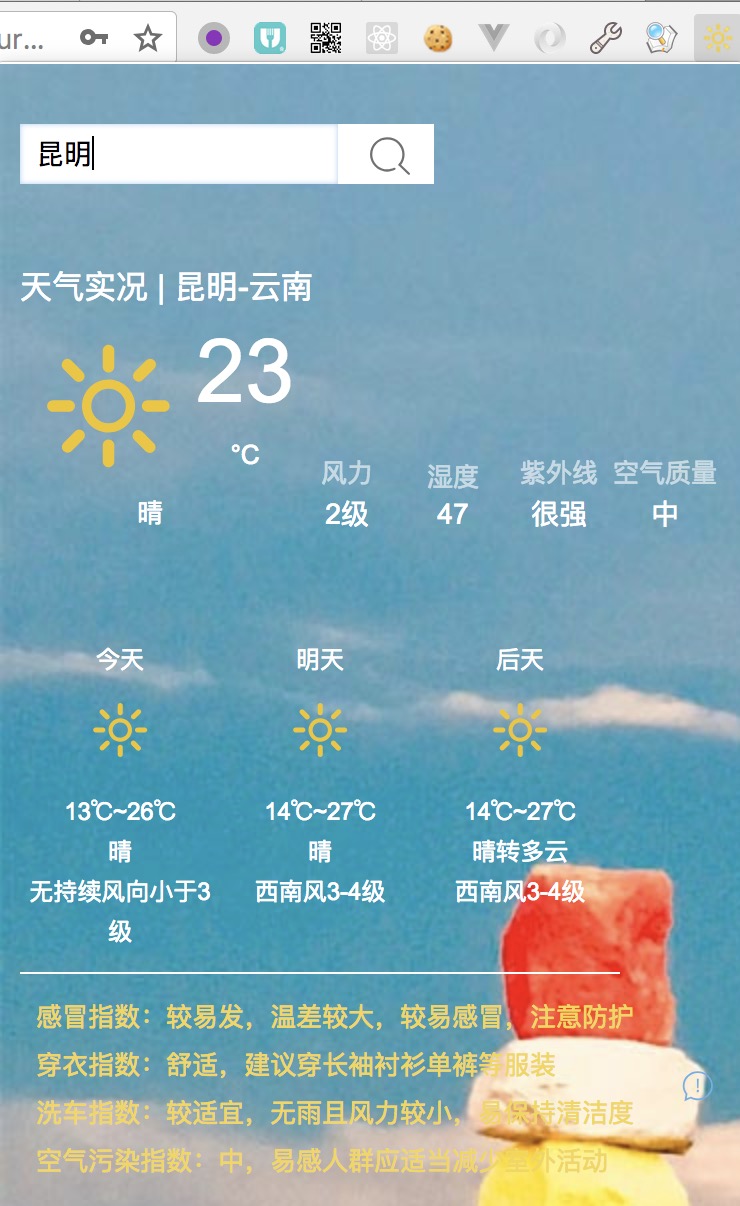 ur...
昆明
天气实况 | 昆明-云南
23
℃
晴
风力 湿度 紫外线 空气质量
2级 47 很强 中
今天 明天 后天
13℃~26℃ 14℃~27℃ 14℃~27℃
晴 晴 晴转多云
无持续风向小于3 西南风3-4级 西南风3-4级
级
感冒指数：较易发，温差较大，较易感冒，注意防护
穿衣指数：舒适，建议穿长袖衬衫单裤等服装
洗车指数：较适宜，无雨且风力较小，易保持清洁度
空气污染指数：中，易感人群应适当减少室外活动